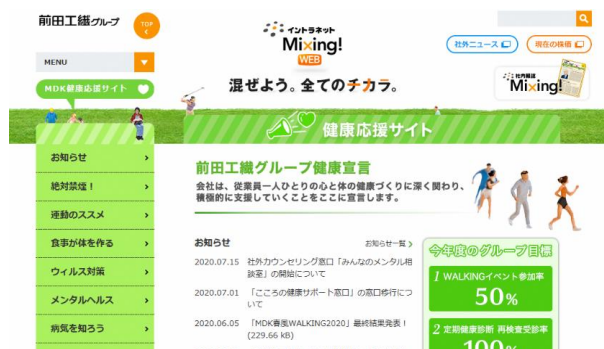 前田工繊グループ
TOP
イントラネット
Mixing!
WEB
混ぜよう。全てのチカラ。
社外ニュース
現在の株価
社内報誌
Mixing!
MENU
MDK健康応援サイト
健康応援サイト
お知らせ
絶対禁煙！
運動のススメ
食事が体を作る
ウィルス対策
メンタルヘルス
病気を知ろう
前田工繊グループ健康宣言
会社は、従業員一人ひとりの心と体の健康づくりに深く関わり、
積極的に支援していくことをここに宣言します。
お知らせ
お知らせ一覧
2020.07.15 社外カウンセリング窓口「みんなのメンタル相
談室」の開始について
2020.07.01 「こころの健康サポート窓口」の窓口移行につ
いて
2020.06.05 「MDK春風WALKING2020」最終結果発表！
(229.66 kB)
今年度のグループ目標
1 WALKINGイベント参加率
50%
2 定期健康診断 再検査受診率
100%